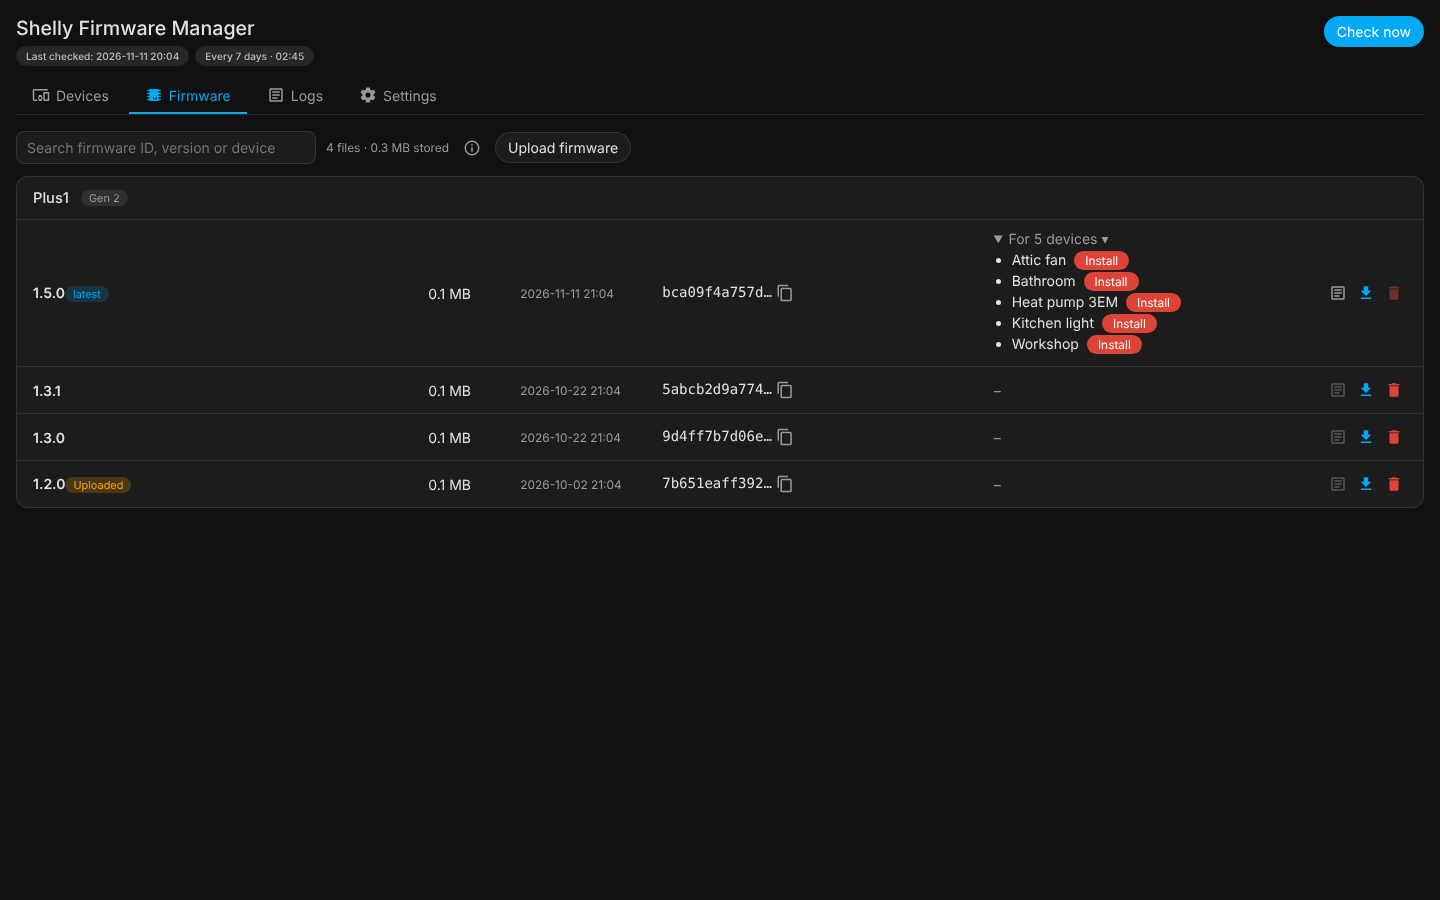 Shelly Firmware Manager
Check now
Last checked: 2026-11-11 20:04
Every 7 days · 02:45
Devices
Firmware
Logs
Settings
Search firmware ID, version or device
4 files · 0.3 MB stored
Upload firmware
Plus1 Gen 2
1.5.0 latest 0.1 MB 2026-11-11 21:04 bca09f4a757d…
▼ For 5 devices ▾
• Attic fan Install
• Bathroom Install
• Heat pump 3EM Install
• Kitchen light Install
• Workshop Install
1.3.1 0.1 MB 2026-10-22 21:04 5abcb2d9a774… –
1.3.0 0.1 MB 2026-10-22 21:04 9d4ff7b7d06e… –
1.2.0 Uploaded 0.1 MB 2026-10-02 21:04 7b651eaff392… –